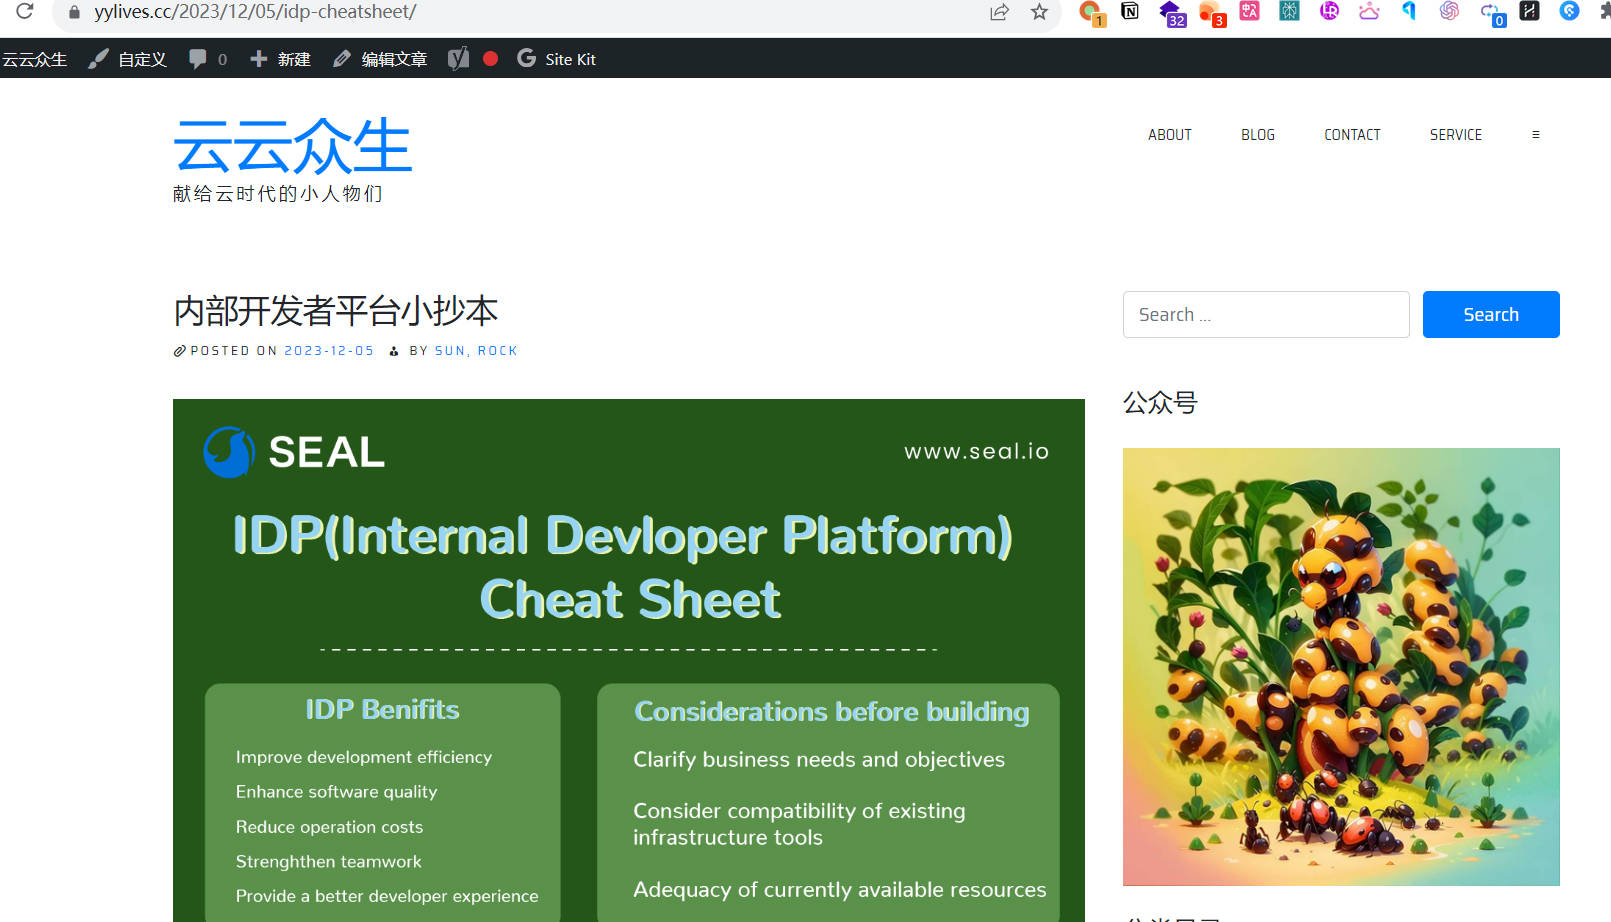 yylives.cc/2023/12/05/idp-cheatsheet/
1
32
3
0
云云众生
自定义
0
新建
编辑文章
Site Kit
云云众生
献给云时代的小人物们
ABOUT
BLOG
CONTACT
SERVICE
内部开发者平台小抄本
POSTED ON 2023-12-05 BY SUN, ROCK
Search ...
Search
公众号
SEAL
www.seal.io
IDP(Internal Devloper Platform)
Cheat Sheet
IDP Benifits
Improve development efficiency
Enhance software quality
Reduce operation costs
Strenghthen teamwork
Provide a better developer experience
Considerations before building
Clarify business needs and objectives
Consider compatibility of existing
infrastructure tools
Adequacy of currently available resources